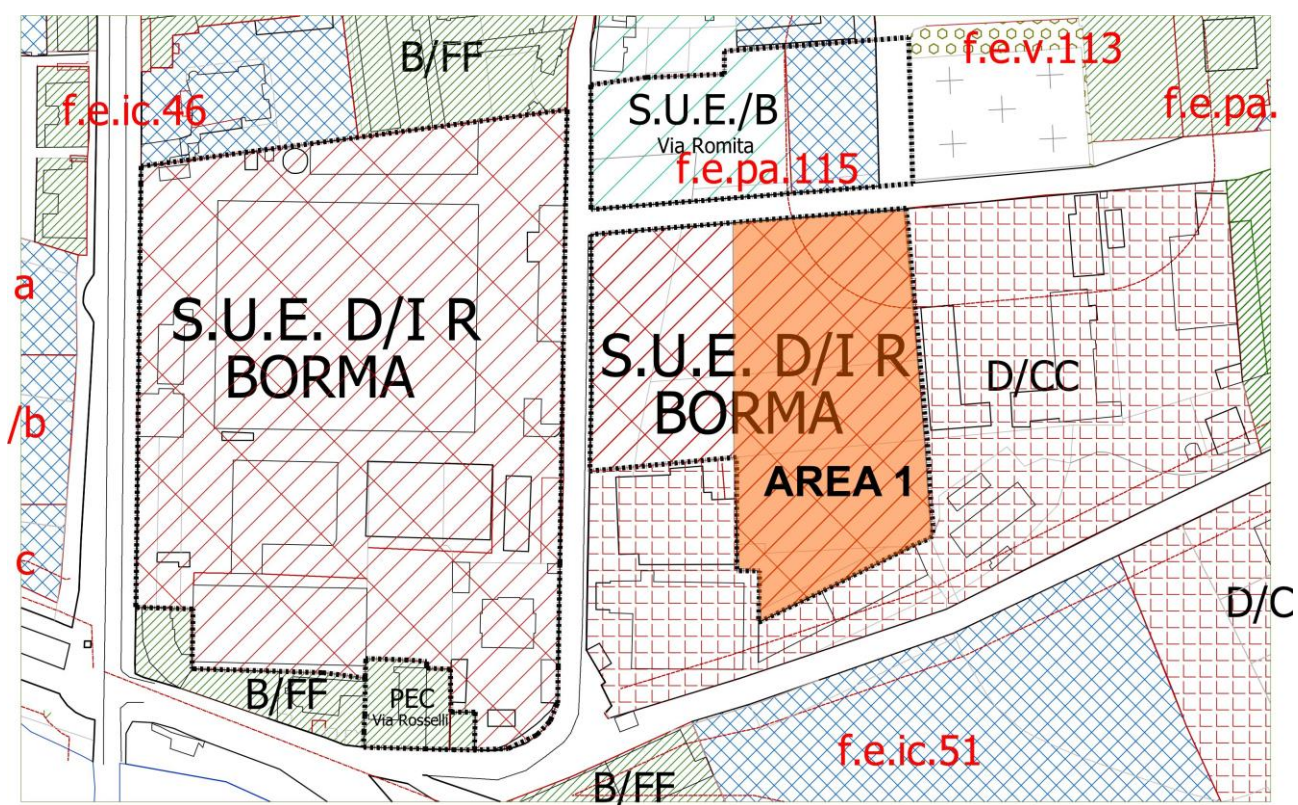 B/FF
f.e.v.113
f.e.ic.46
S.U.E./B
Via Romita
f.e.pa.
f.e.pa.115
a
S.U.E. D/I R
BORMA
S.U.E. D/I R
BORMA
D/CC
/b
AREA 1
c
D/C
B/FF
PEC
Via Rosselli
f.e.ic.51
B/FF